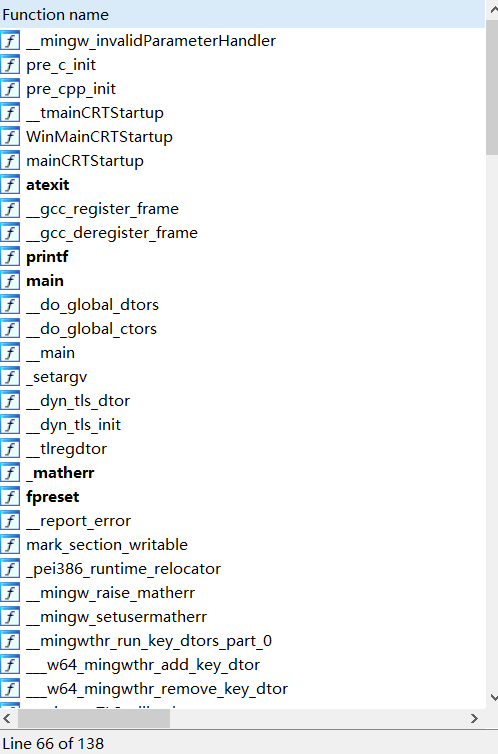 Function name
__mingw_invalidParameterHandler
pre_c_init
pre_cpp_init
__tmainCRTStartup
WinMainCRTStartup
mainCRTStartup
atexit
__gcc_register_frame
__gcc_deregister_frame
printf
main
__do_global_dtors
__do_global_ctors
__main
_setargv
__dyn_tls_dtor
__dyn_tls_init
__tlregdtor
_matherr
fpreset
__report_error
mark_section_writable
_pei386_runtime_relocator
__mingw_raise_matherr
__mingw_setusermatherr
__mingwthr_run_key_dtors_part_0
___w64_mingwthr_add_key_dtor
___w64_mingwthr_remove_key_dtor
Line 66 of 138